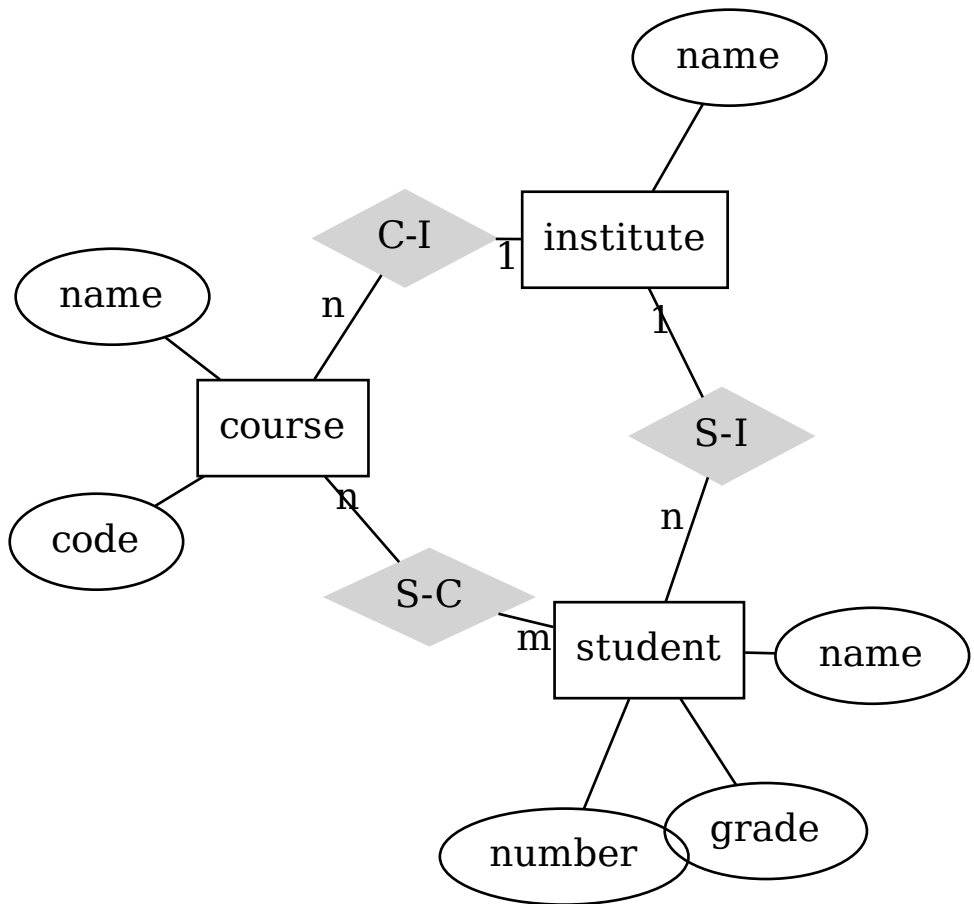 name
C-I
institute
1
name
n
1
course
S-I
n
n
code
S-C
m
student
name
grade
number